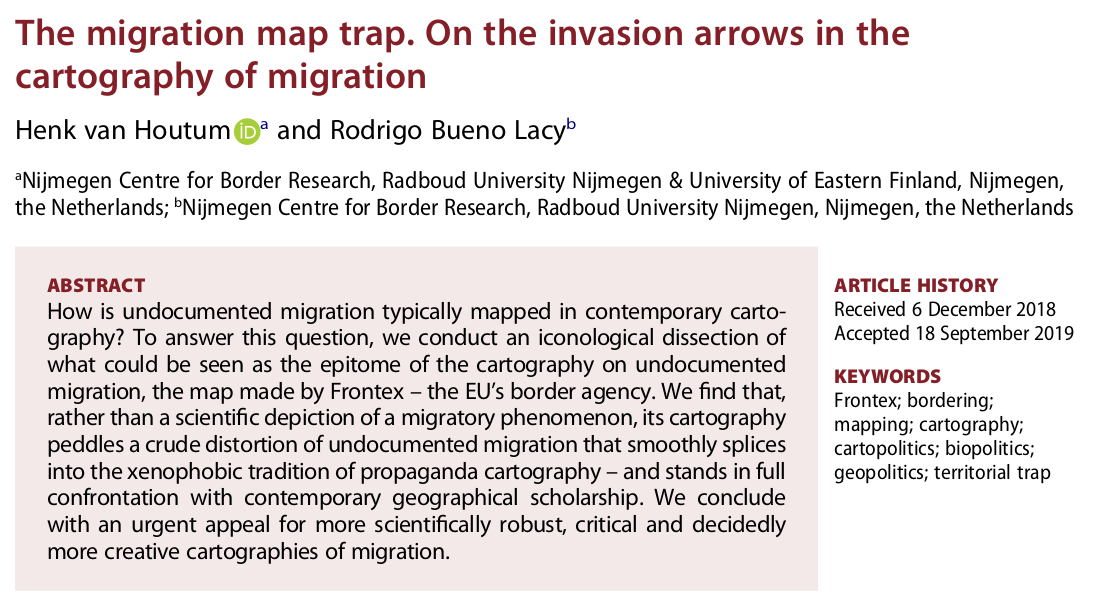 The migration map trap. On the invasion arrows in the
cartography of migration
Henk van Houtum iD a and Rodrigo Bueno Lacy b
aNijmegen Centre for Border Research, Radboud University Nijmegen & University of Eastern Finland, Nijmegen,
the Netherlands; bNijmegen Centre for Border Research, Radboud University Nijmegen, Nijmegen, the Netherlands
ABSTRACT
How is undocumented migration typically mapped in contemporary carto-
graphy? To answer this question, we conduct an iconological dissection of
what could be seen as the epitome of the cartography on undocumented
migration, the map made by Frontex – the EU's border agency. We find that,
rather than a scientific depiction of a migratory phenomenon, its cartography
peddles a crude distortion of undocumented migration that smoothly splices
into the xenophobic tradition of propaganda cartography – and stands in full
confrontation with contemporary geographical scholarship. We conclude
with an urgent appeal for more scientifically robust, critical and decidedly
more creative cartographies of migration.
ARTICLE HISTORY
Received 6 December 2018
Accepted 18 September 2019
KEYWORDS
Frontex; bordering;
mapping; cartography;
cartopolitics; biopolitics;
geopolitics; territorial trap